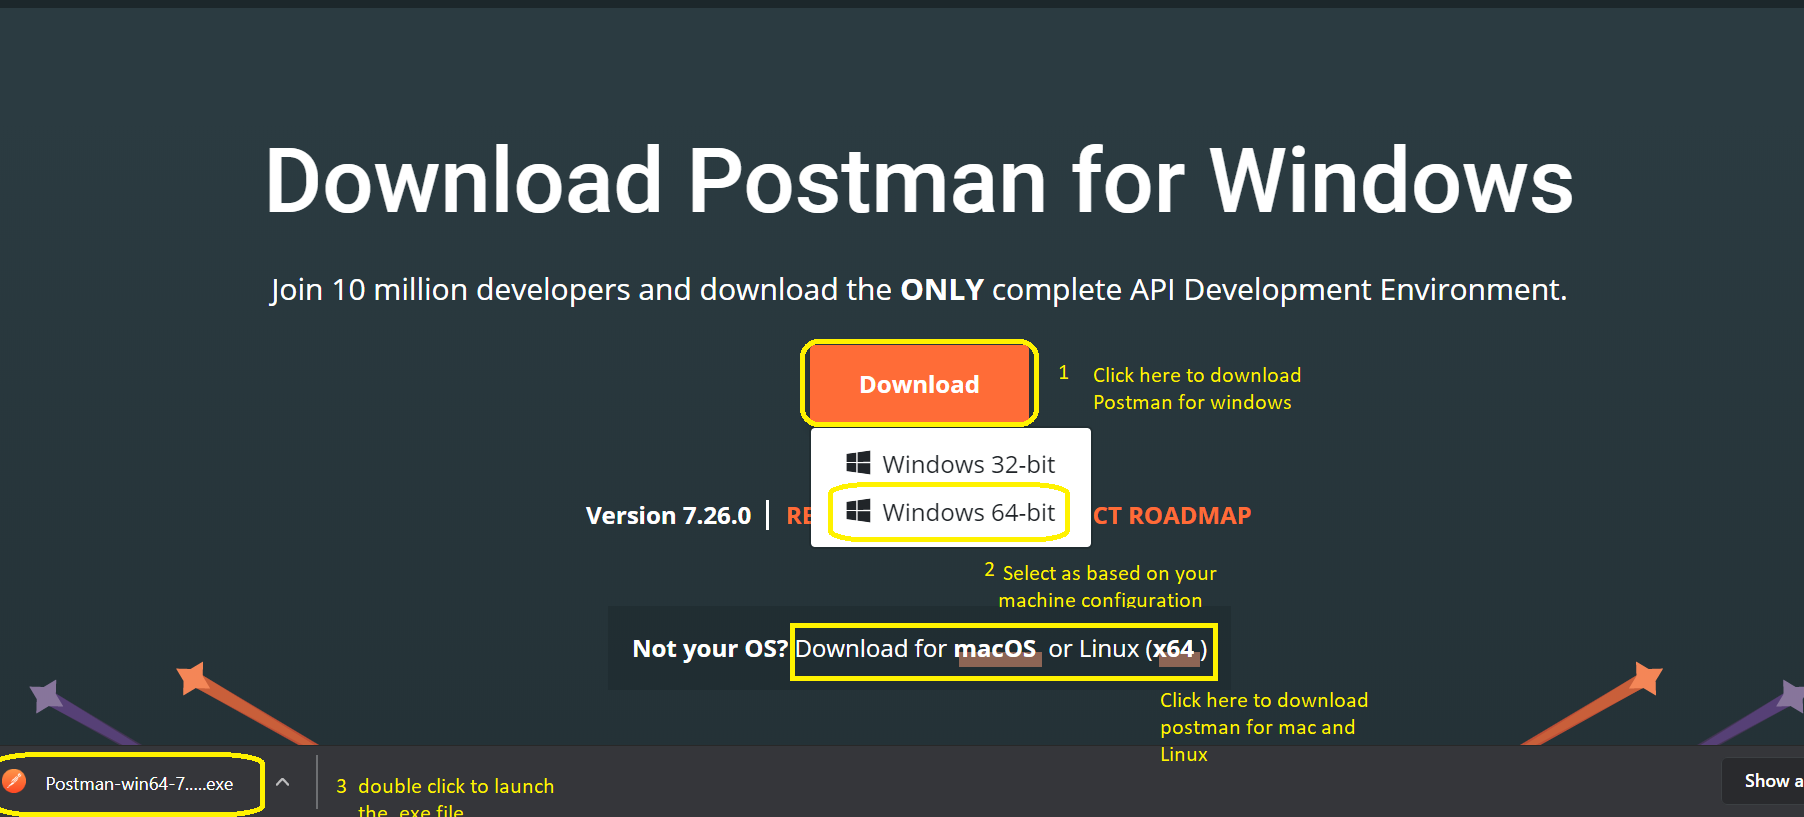 Download Postman for Windows
Join 10 million developers and download the ONLY complete API Development Environment.
Download
1 Click here to download
Postman for windows
Windows 32-bit
Windows 64-bit
Version 7.26.0 | RE CT ROADMAP
2 Select as based on your
machine configuration
Not your OS? Download for macOS or Linux (x64)
Click here to download
postman for mac and
Linux
Postman-win64-7.....exe
3 double click to launch
the .exe file
Show a